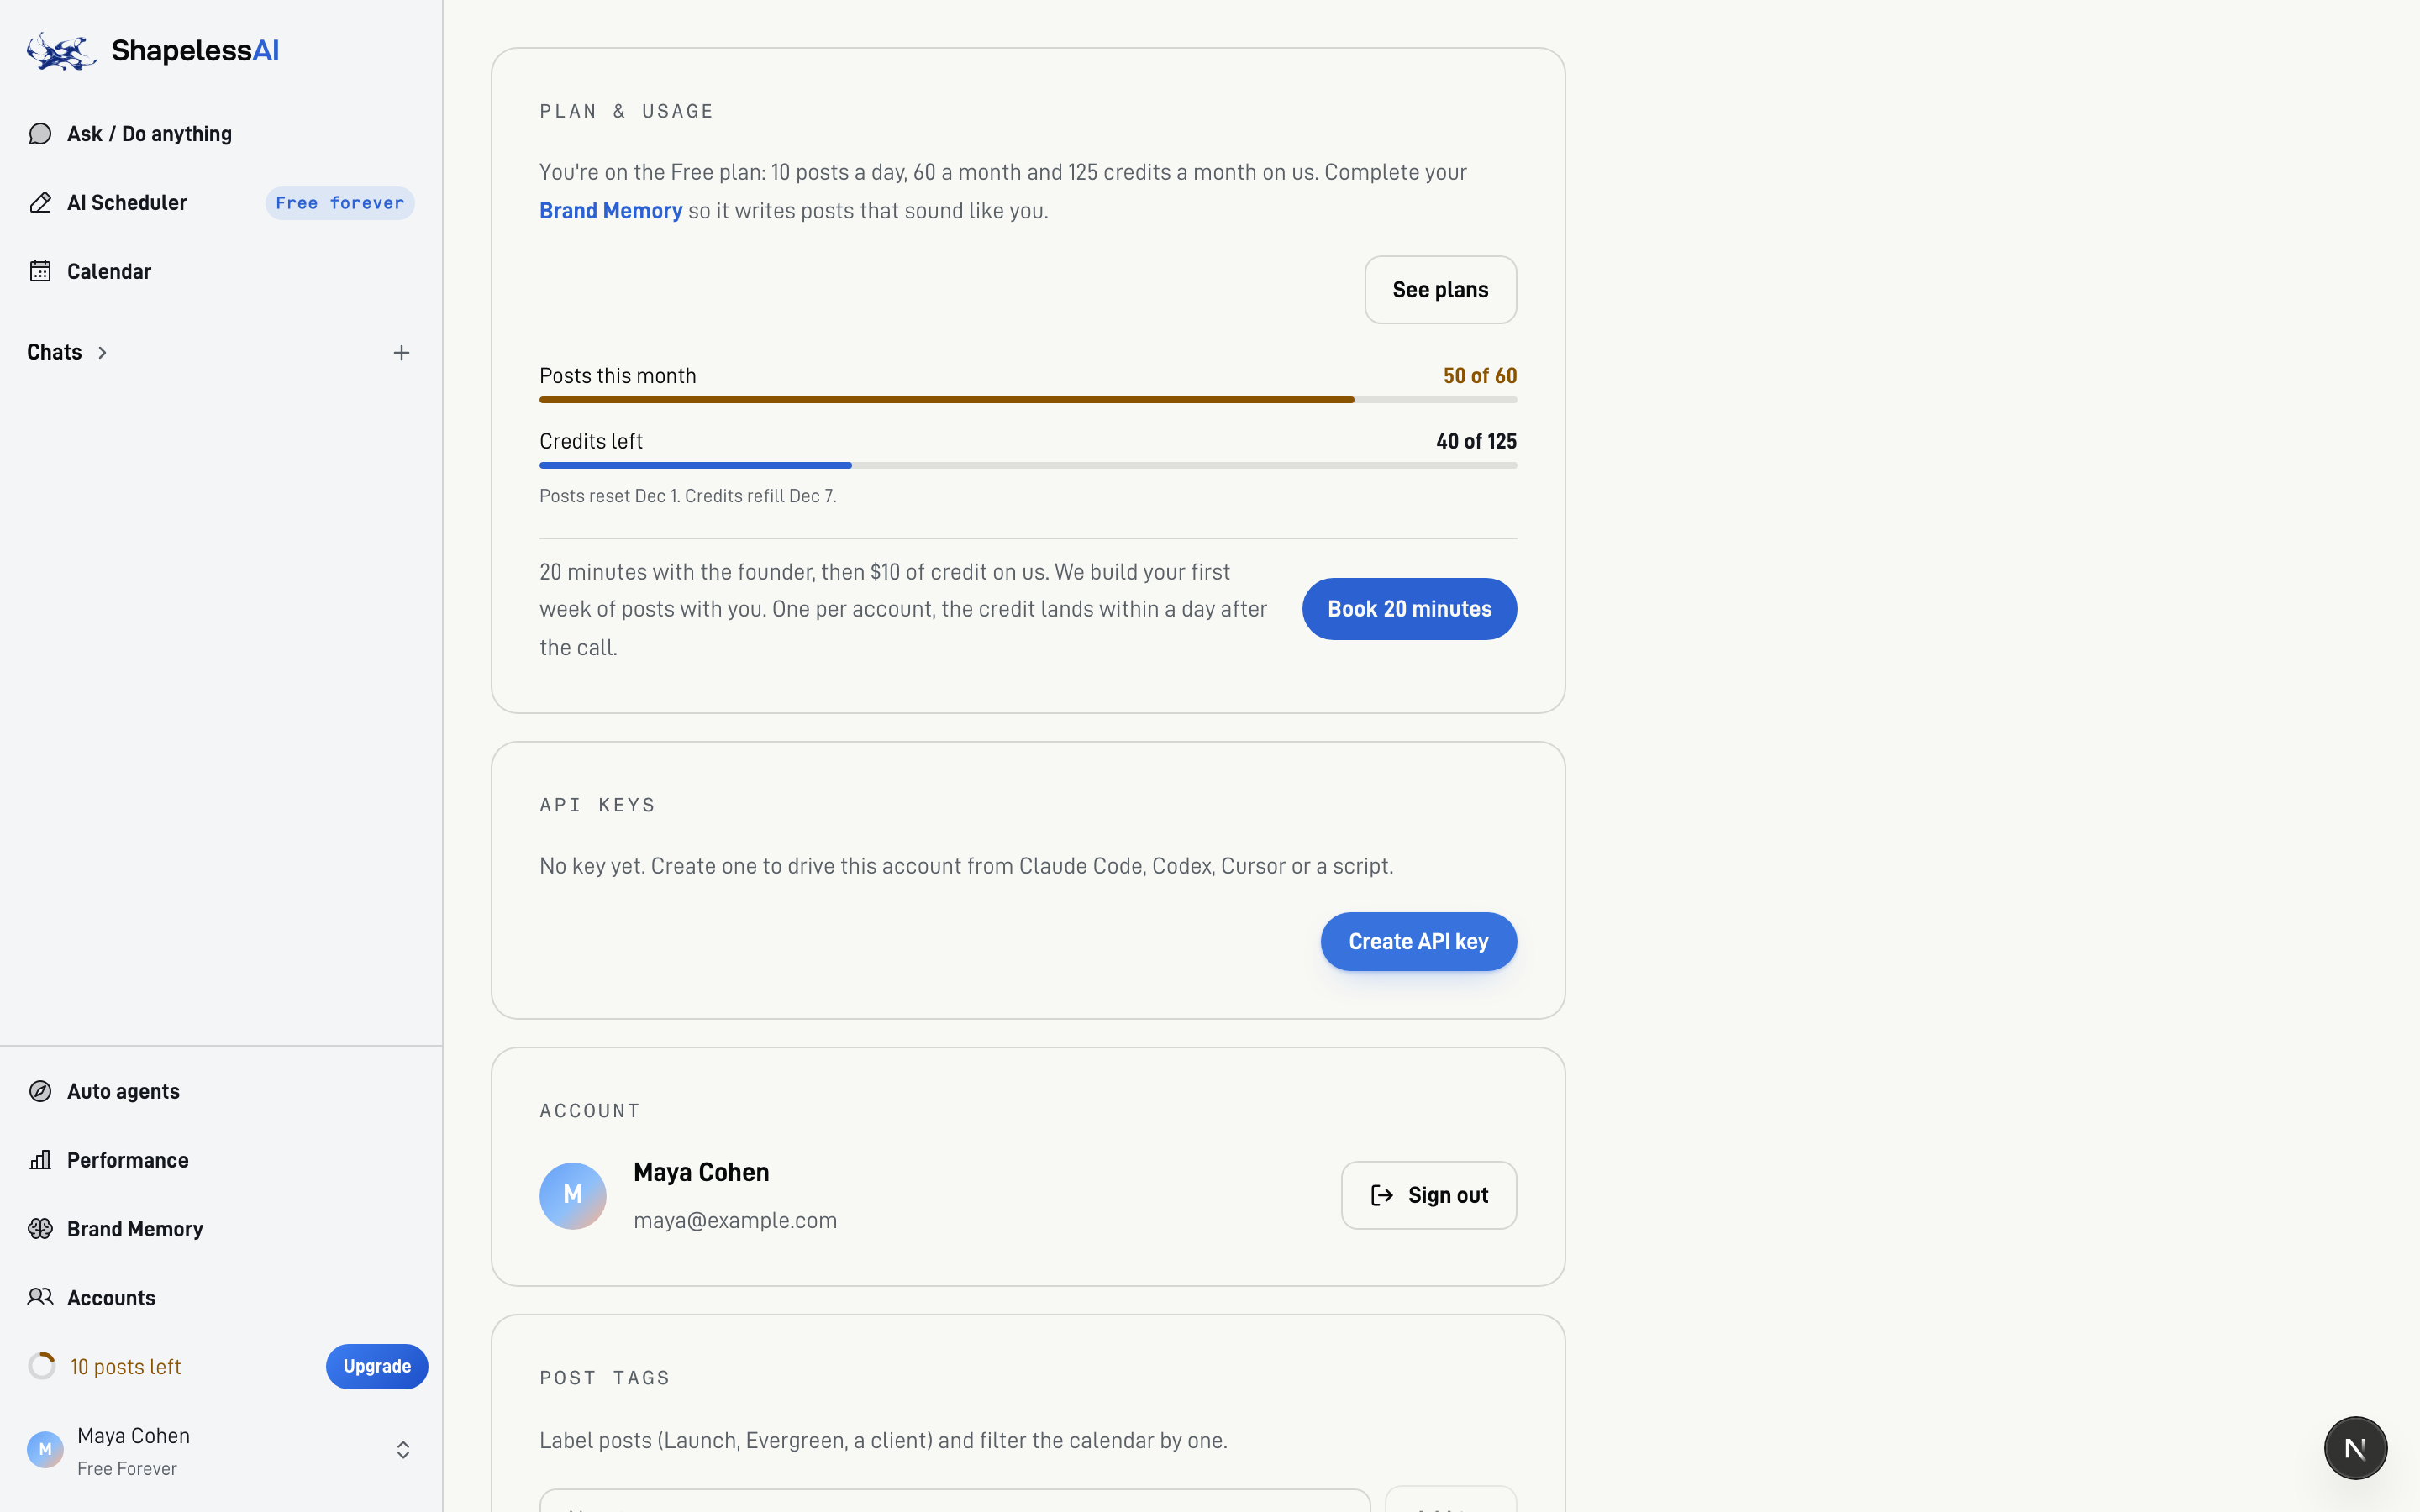 ShapelessAI
Ask / Do anything
AI Scheduler
Free forever
Calendar
Chats
Auto agents
Performance
Brand Memory
Accounts
10 posts left
Upgrade
M
Maya Cohen
Free Forever
PLAN & USAGE
You're on the Free plan: 10 posts a day, 60 a month and 125 credits a month on us. Complete your
Brand Memory so it writes posts that sound like you.
See plans
Posts this month
50 of 60
Credits left
40 of 125
Posts reset Dec 1. Credits refill Dec 7.
20 minutes with the founder, then $10 of credit on us. We build your first
week of posts with you. One per account, the credit lands within a day after
the call.
Book 20 minutes
API KEYS
No key yet. Create one to drive this account from Claude Code, Codex, Cursor or a script.
Create API key
ACCOUNT
M
Maya Cohen
maya@example.com
Sign out
POST TAGS
Label posts (Launch, Evergreen, a client) and filter the calendar by one.
N